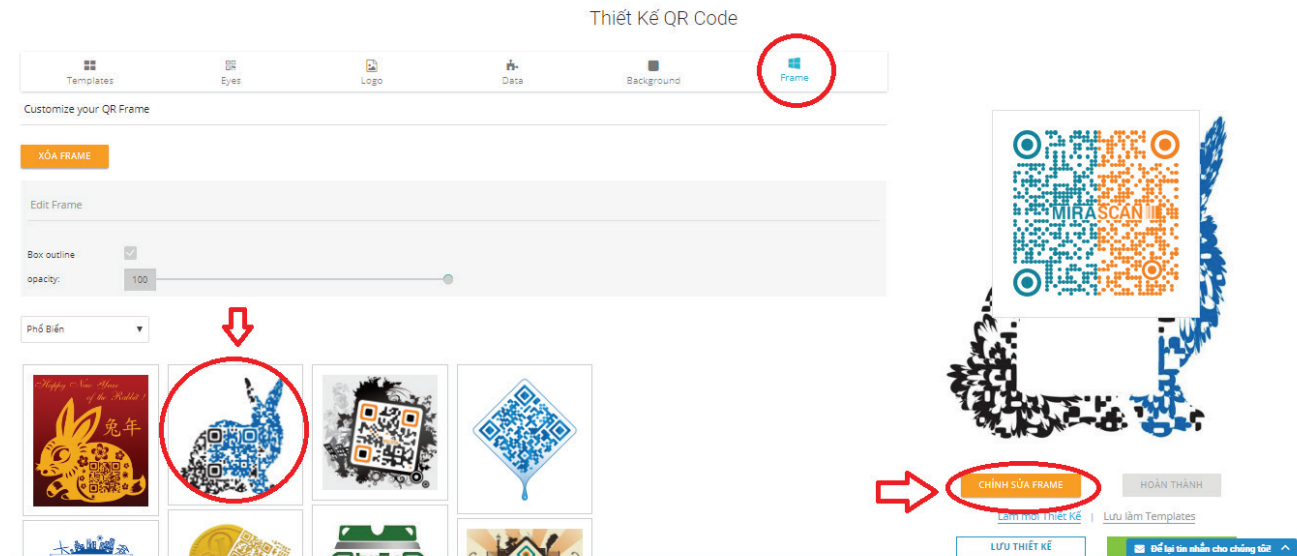 Thiết Kế QR Code
Templates
Eyes
Logo
Data
Background
Frame
Customize your QR Frame
XÓA FRAME
Edit Frame
Box outline
opacity:
100
Phổ Biến
Happy New Year
of the Rabbit !
兔年
MIRASCAN
CHỈNH SỬA FRAME
HOÀN THÀNH
Làm mới Thiết Kế | Lưu làm Templates
LƯU THIẾT KẾ
Để lại tin nhắn cho chúng tôi!